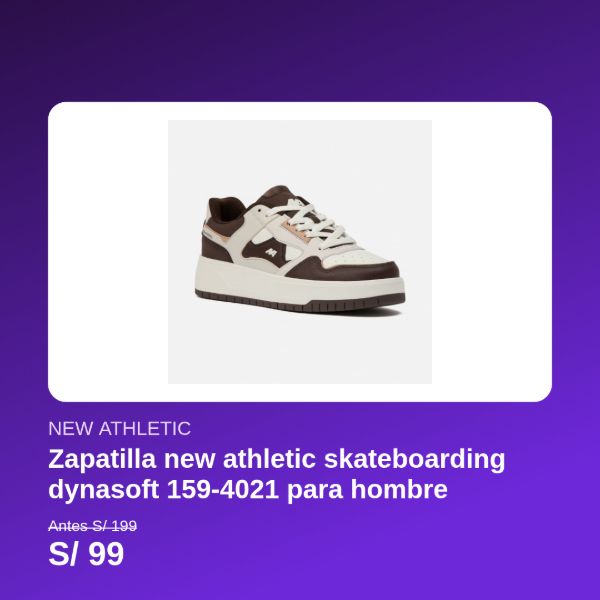 NEW ATHLETIC
Zapatilla new athletic skateboarding
dynasoft 159-4021 para hombre
Antes S/ 199
S/ 99